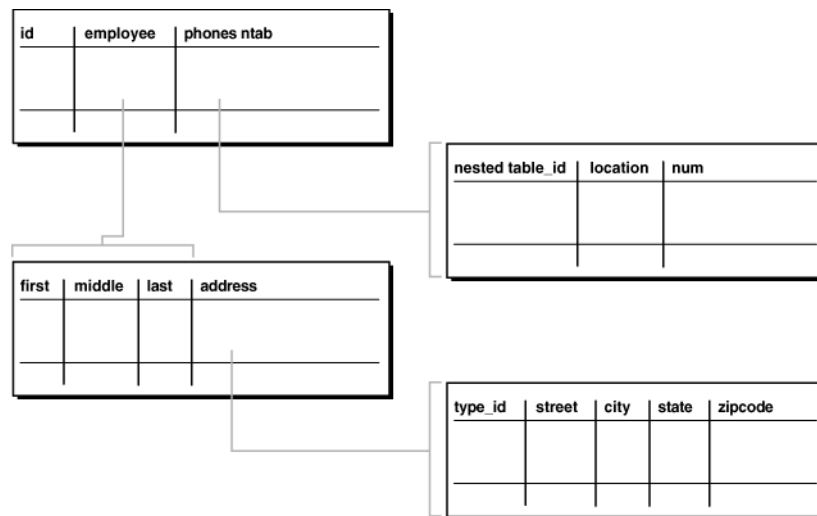 id employee phones ntab
nested table_id location num
first middle last address
type_id street city state zipcode